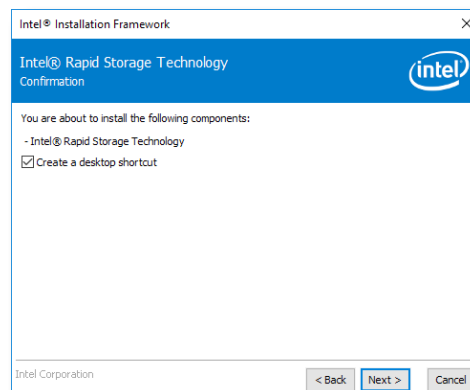 Intel® Installation Framework
Intel® Rapid Storage Technology
Confirmation
intel
You are about to install the following components:
- Intel® Rapid Storage Technology
Create a desktop shortcut
Intel Corporation
< Back Next > Cancel